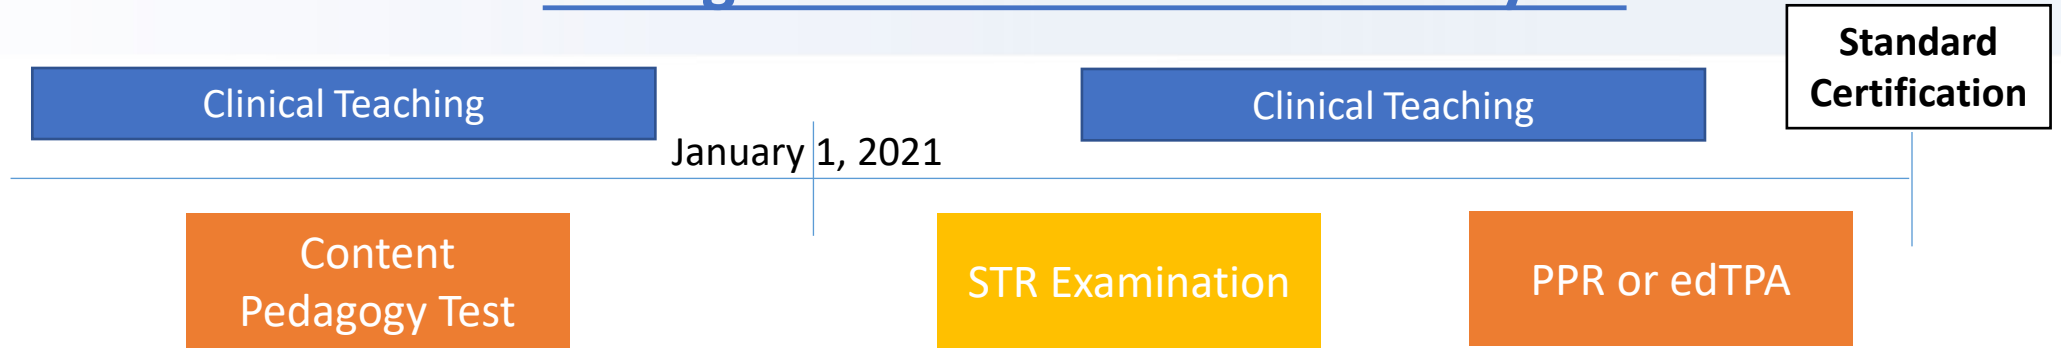 Standard
Certification
Clinical Teaching
Clinical Teaching
January 1, 2021
Content
Pedagogy Test
STR Examination
PPR or edTPA